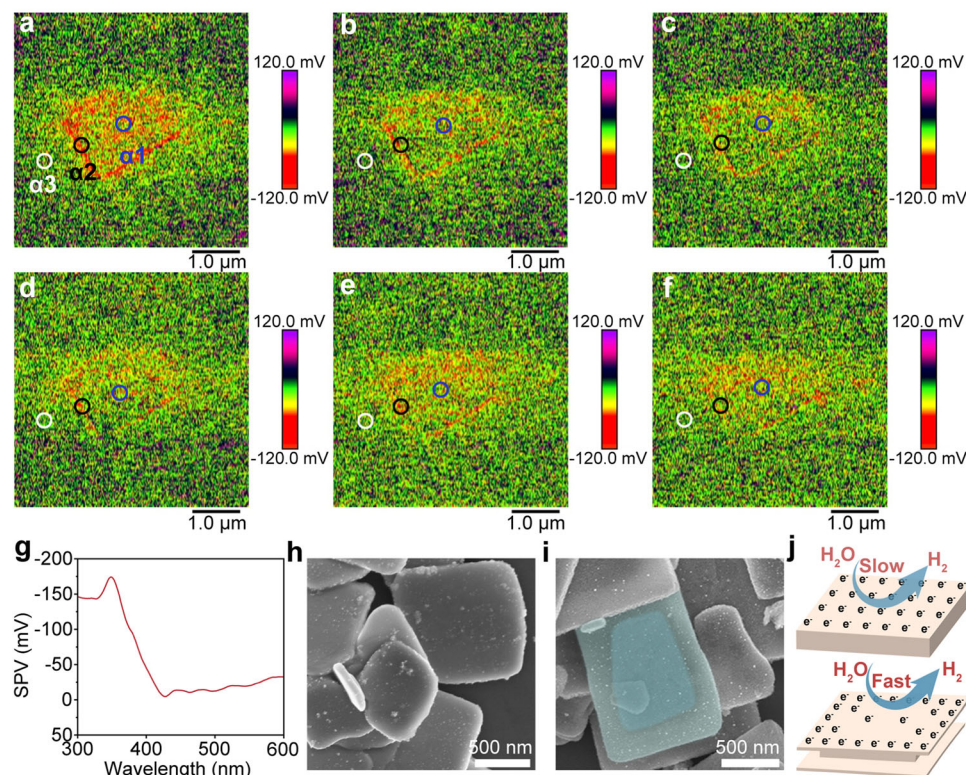 a
b
c
120.0 mV
120.0 mV
120.0 mV
α1
α2
α3
-120.0 mV
-120.0 mV
-120.0 mV
1.0 μm
1.0 μm
1.0 μm
d
e
f
120.0 mV
120.0 mV
120.0 mV
-120.0 mV
-120.0 mV
-120.0 mV
1.0 μm
1.0 μm
1.0 μm
g
-200
-150
-100
-50
0
50
SPV (mV)
300
400
500
600
Wavelength (nm)
h
500 nm
i
500 nm
j
H2O
Slow
H2
e- e- e- e- e-
e- e- e- e- e- e-
e- e- e- e- e- e-
e- e- e- e- e- e-
H2O
Fast
H2
e- e- e- e- e- e-
e- e-
e- e- e- e-
e- e- e- e- e- e-